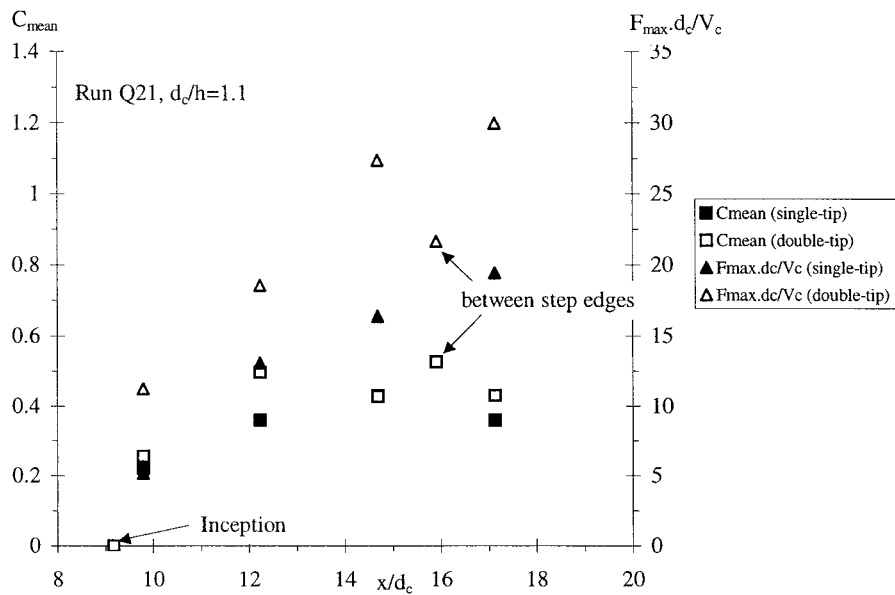 C_mean
F_max.d_c/V_c
1.4
35
Run Q21, d_c/h=1.1
1.2
30
1
25
0.8
20
between step edges
0.6
15
0.4
10
0.2
5
Inception
0
0
8
10
12
14
16
18
20
x/d_c
Cmean (single-tip)
Cmean (double-tip)
Fmax.dc/Vc (single-tip)
Fmax.dc/Vc (double-tip)